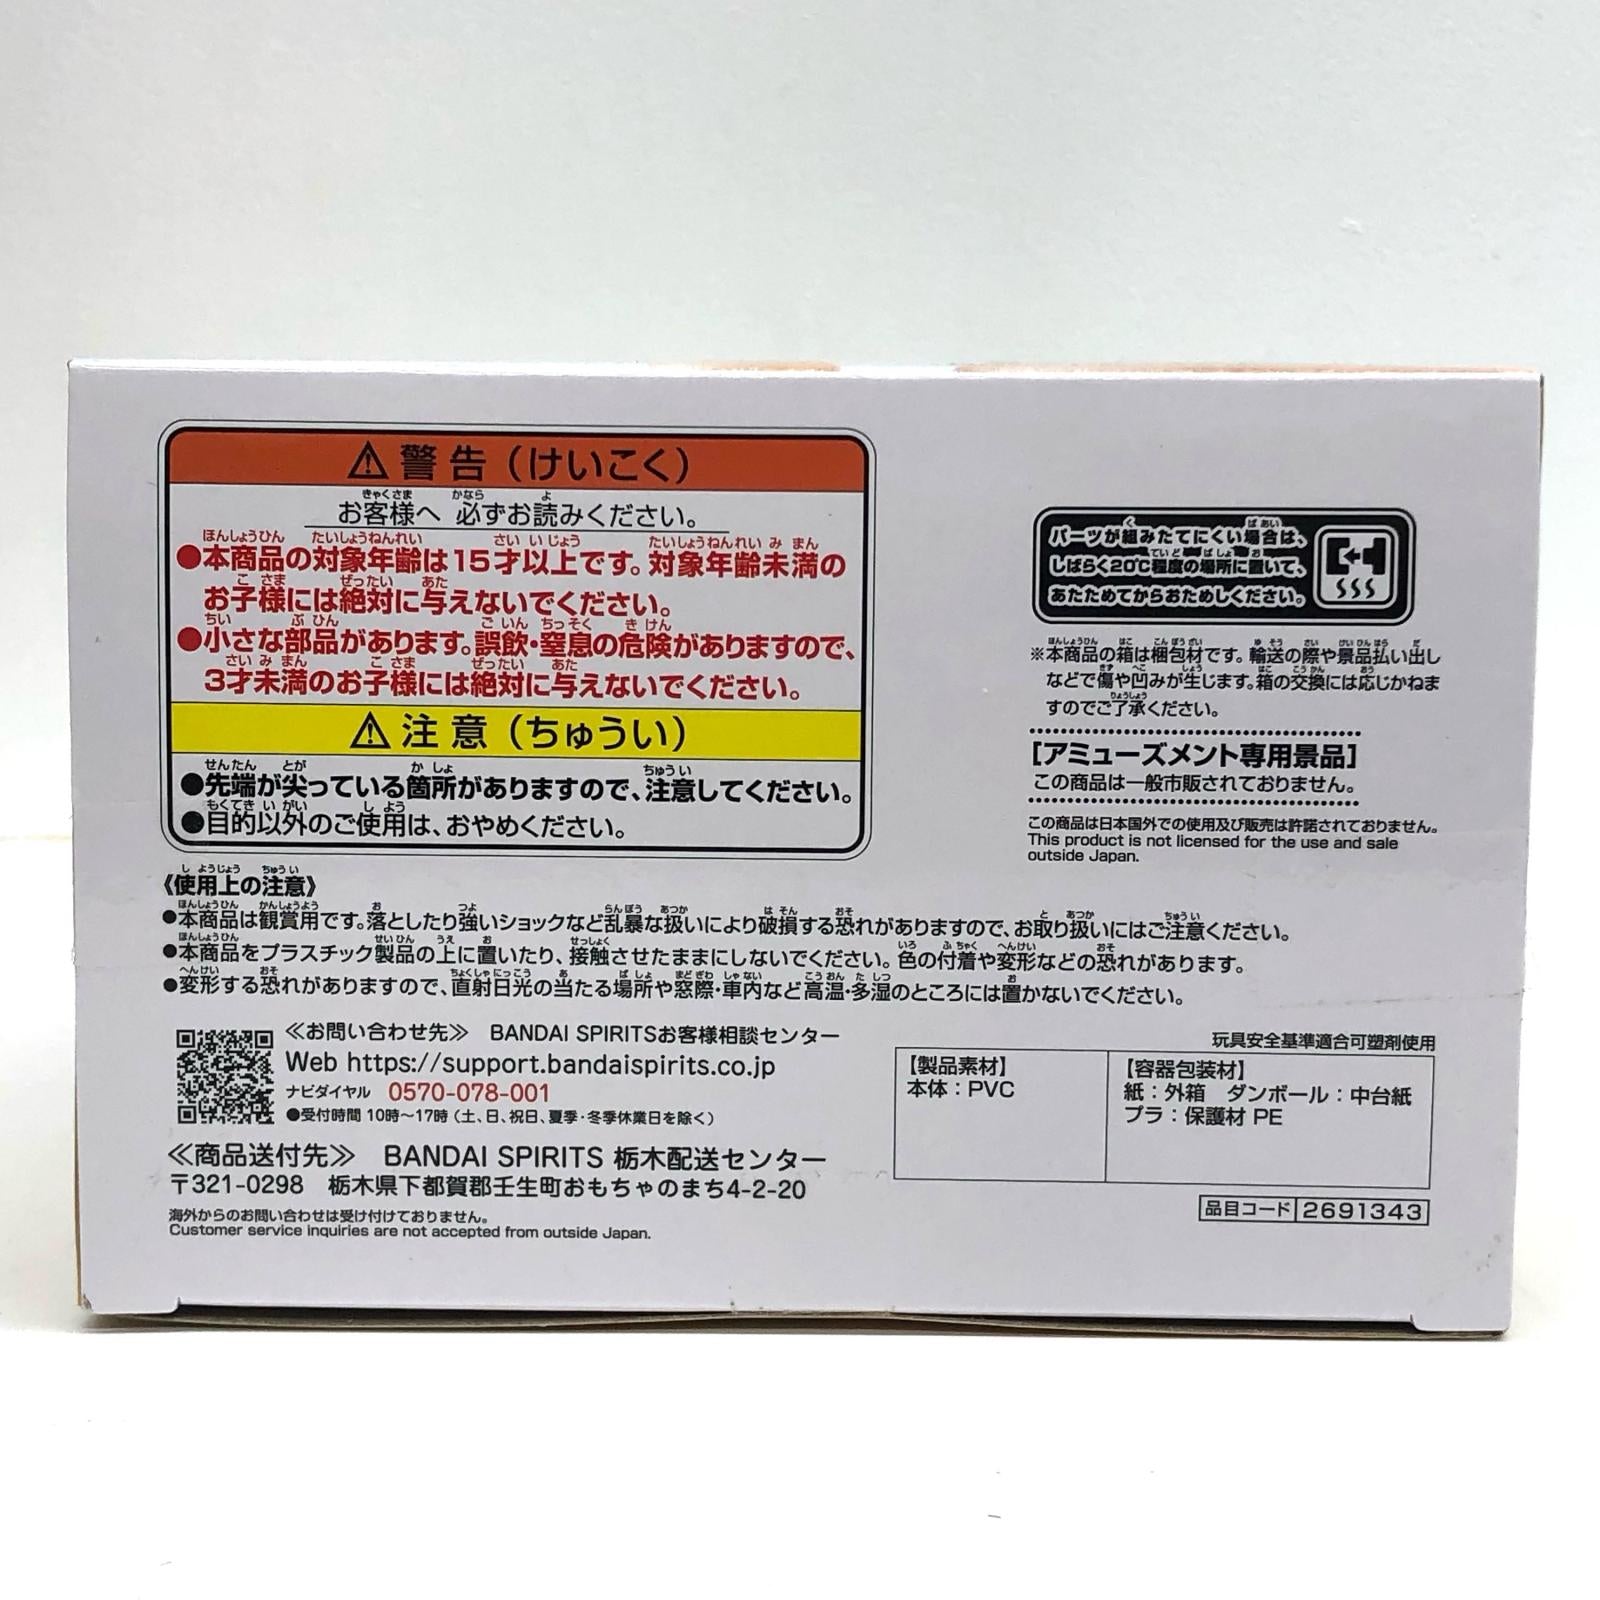 ⚠警告（けいこく）
お客様へ 必ずお読みください。
●本商品の対象年齢は15才以上です。対象年齢未満の
お子様には絶対に与えないでください。
●小さな部品があります。誤飲・窒息の危険がありますので、
3才未満のお子様には絶対に与えないでください。
⚠注意（ちゅうい）
●先端が尖っている箇所がありますので、注意してください。
●目的以外のご使用は、おやめください。
パーツが組みたてにくい場合は、
しばらく20℃程度の場所に置いて、
あたためてからおためしください。
※本商品の箱は梱包材です。輸送の際や景品払い出し
などで傷や凹みが生じます。箱の交換には応じかねま
すのでご了承ください。
［アミューズメント専用景品］
この商品は一般市販されておりません。
この商品は日本国外での使用及び販売は許諾されておりません。
This product is not licensed for the use and sale
outside Japan.
《使用上の注意》
●本商品は観賞用です。落としたり強いショックなど乱暴な扱いにより破損する恐れがありますので、お取り扱いにはご注意ください。
●本商品をプラスチック製品の上に置いたり、接触させたままにしないでください。色の付着や変形などの恐れがあります。
●変形する恐れがありますので、直射日光の当たる場所や窓際・車内など高温・多湿のところには置かないでください。
≪お問い合わせ先≫ BANDAI SPIRITSお客様相談センター
Web https://support.bandaispirits.co.jp
ナビダイヤル 0570-078-001
●受付時間 10時～17時（土、日、祝日、夏季・冬季休業日を除く）
≪商品送付先≫ BANDAI SPIRITS 栃木配送センター
〒321-0298 栃木県下都賀郡壬生町おもちゃのまち4-2-20
海外からのお問い合わせは受け付けておりません。
Customer service inquiries are not accepted from outside Japan.
玩具安全基準適合可塑剤使用
【製品素材】
本体：PVC
【容器包装材】
紙：外箱 ダンボール：中台紙
プラ：保護材 PE
品目コード 2691343